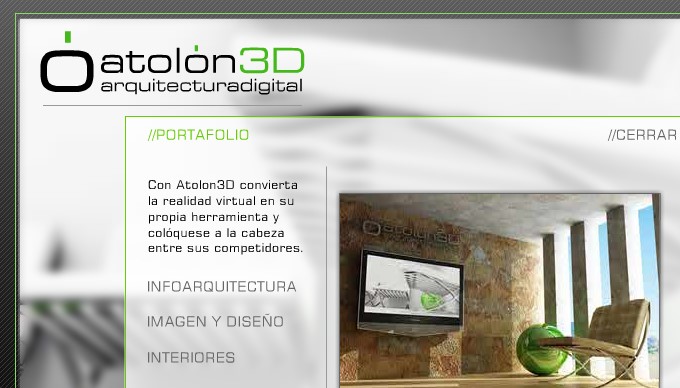 atolón3D
arquitecturadigital
//PORTAFOLIO
//CERRAR
Con Atolon3D convierta
la realidad virtual en su
propia herramienta y
colóquese a la cabeza
entre sus competidores.
atolón3D
INFOARQUITECTURA
IMAGEN Y DISEÑO
INTERIORES